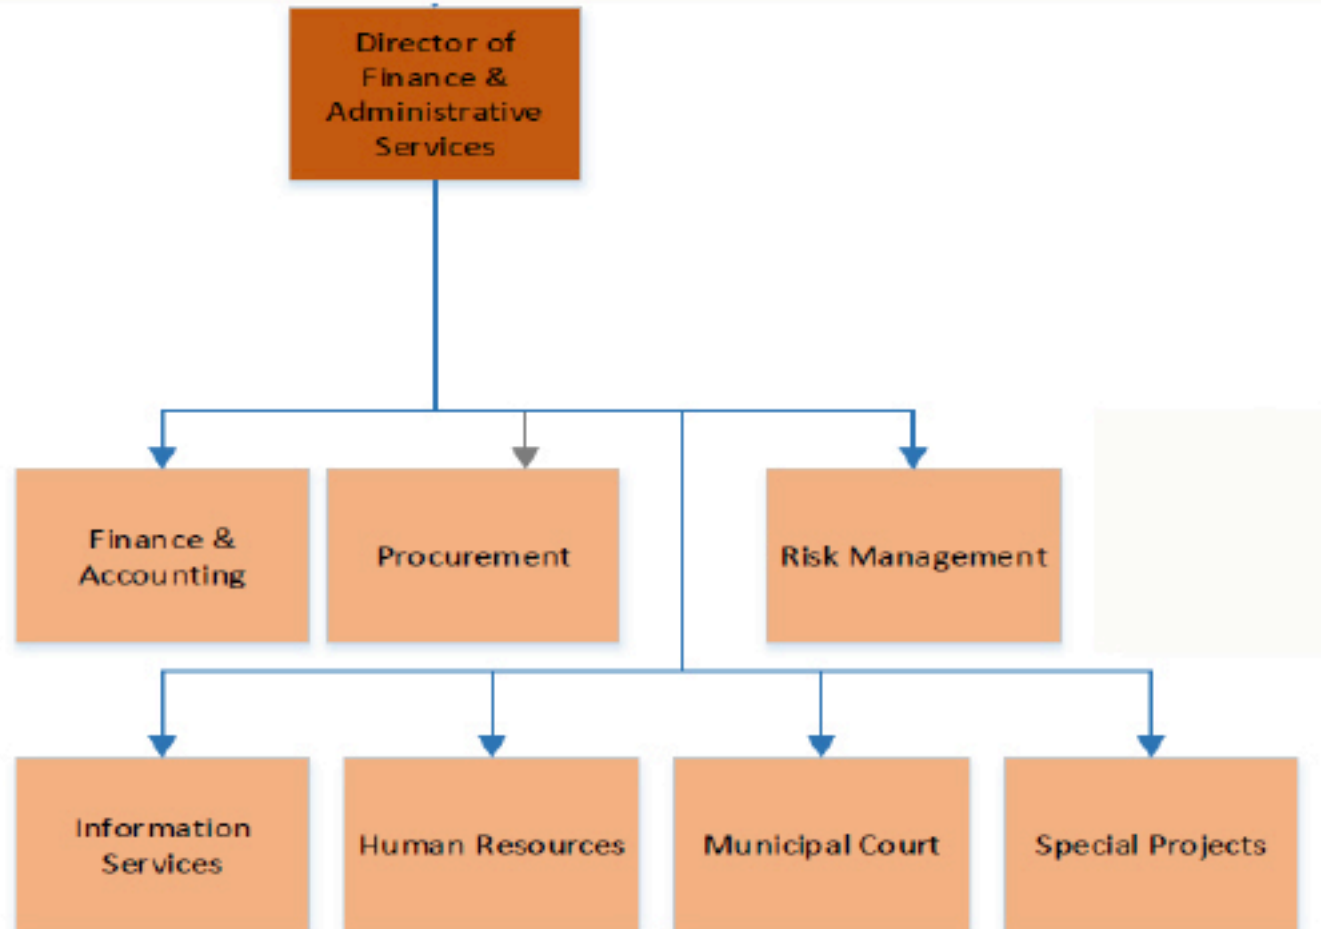 Director of
Finance &
Administrative
Services
Finance &
Accounting
Procurement
Risk Management
Information
Services
Human Resources
Municipal Court
Special Projects